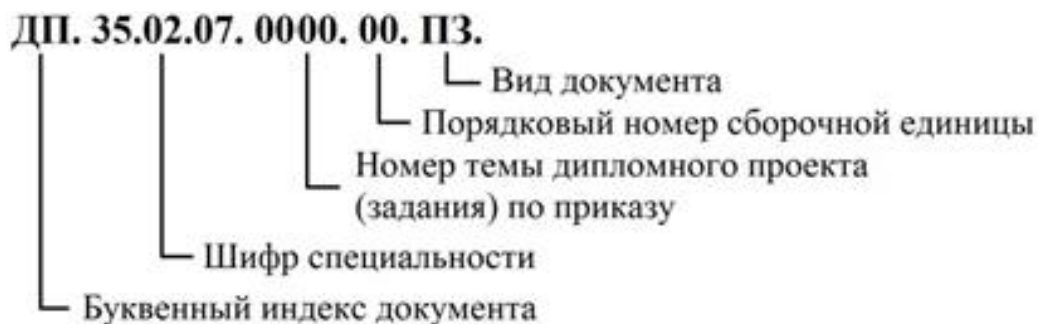 ДП. 35.02.07. 0000. 00. ПЗ.
Вид документа
Порядковый номер сборочной единицы
Номер темы дипломного проекта
(задания) по приказу
Шифр специальности
Буквенный индекс документа